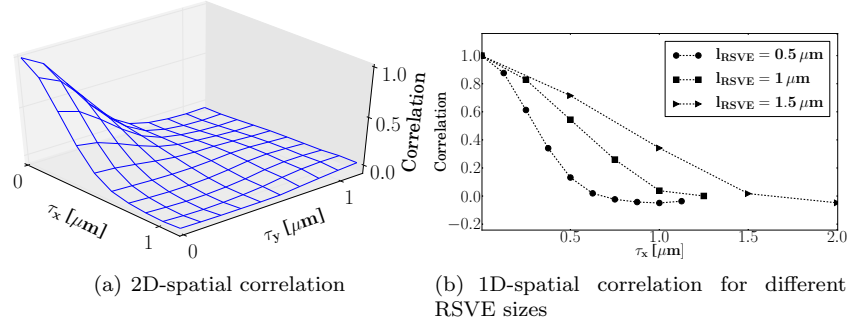 1.0
0.5
0.0
Correlation
0
1
τx [μm]
0
1
τy [μm]
(a) 2D-spatial correlation
1.0
0.8
0.6
0.4
0.2
0.0
−0.2
Correlation
0.5
1.0
1.5
2.0
τx [μm]
lRSVE = 0.5 μm
lRSVE = 1 μm
lRSVE = 1.5 μm
(b) 1D-spatial correlation for different
RSVE sizes